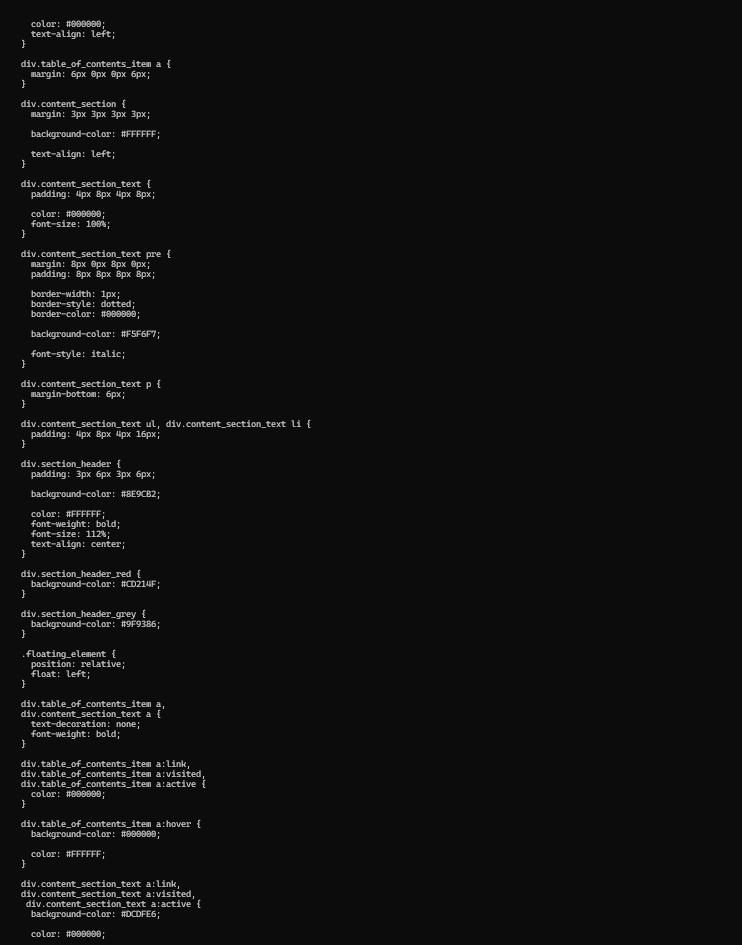 color: #000000;
text-align: left;
}
div.table_of_contents_item a {
margin: 6px 0px 0px 6px;
}
div.content_section {
margin: 3px 3px 3px 3px;
background-color: #FFFFFF;
text-align: left;
}
div.content_section_text {
padding: 4px 8px 4px 8px;
color: #000000;
font-size: 100%;
}
div.content_section_text pre {
margin: 8px 0px 8px 0px;
padding: 8px 8px 8px 8px;
border-width: 1px;
border-style: dotted;
border-color: #000000;
background-color: #F5F6F7;
font-style: italic;
}
div.content_section_text p {
margin-bottom: 6px;
}
div.content_section_text ul, div.content_section_text li {
padding: 4px 8px 4px 16px;
}
div.section_header {
padding: 3px 6px 3px 6px;
background-color: #8E9CB2;
color: #FFFFFF;
font-weight: bold;
font-size: 112%;
text-align: center;
}
div.section_header_red {
background-color: #CD214F;
}
div.section_header_grey {
background-color: #9F9386;
}
.floating_element {
position: relative;
float: left;
}
div.table_of_contents_item a,
div.content_section_text a {
text-decoration: none;
font-weight: bold;
}
div.table_of_contents_item a:link,
div.table_of_contents_item a:visited,
div.table_of_contents_item a:active {
color: #000000;
}
div.table_of_contents_item a:hover {
background-color: #000000;
color: #FFFFFF;
}
div.content_section_text a:link,
div.content_section_text a:visited,
div.content_section_text a:active {
background-color: #DCDFE6;
color: #000000;